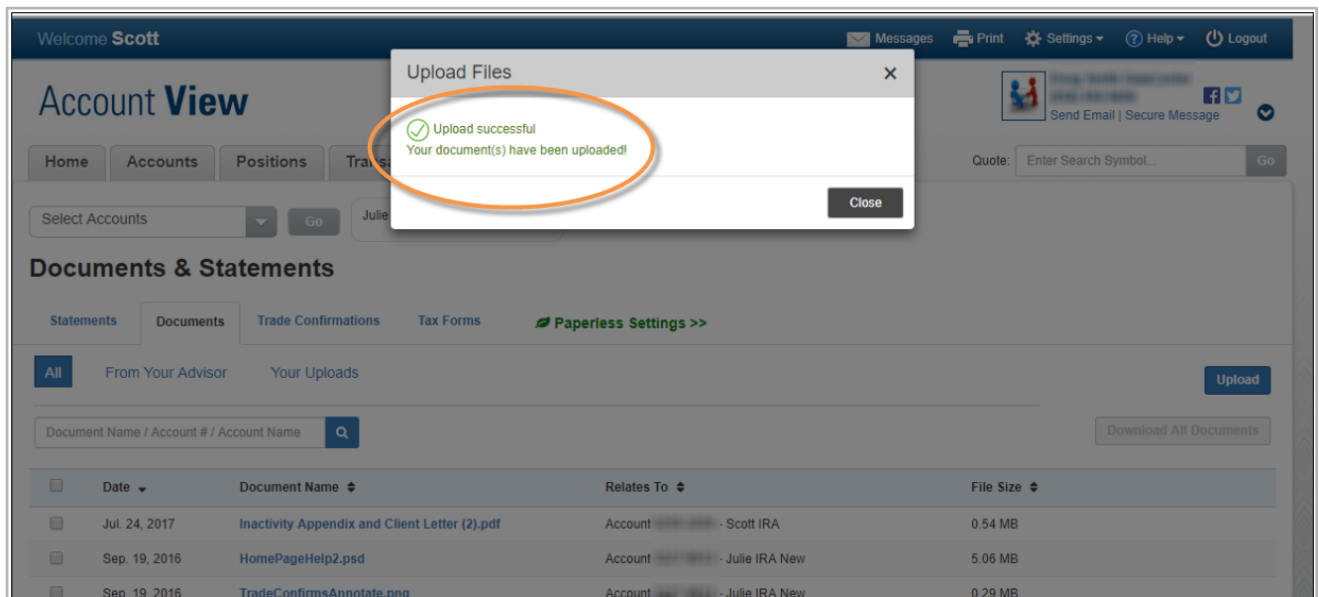 Welcome Scott
Messages Print Settings Help Logout
Upload Files
Account View
Send Email | Secure Message
Upload successful
Your document(s) have been uploaded!
Home Accounts Positions
Quote: Enter Search Symbol... Go
Close
Select Accounts Go Julie
Documents & Statements
Statements Documents Trade Confirmations Tax Forms Paperless Settings >>
All From Your Advisor Your Uploads Upload
Document Name / Account # / Account Name Download All Documents
Date Document Name Relates To File Size
Jul. 24, 2017 Inactivity Appendix and Client Letter (2).pdf Account - Scott IRA 0.54 MB
Sep. 19, 2016 HomePageHelp2.psd Account - Julie IRA New 5.06 MB
Sep. 19, 2016 TradeConfirmsAnnotate.png Account - Julie IRA New 0.29 MB